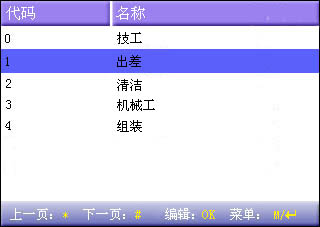 代码 名称
0 技工
1 出差
2 清洁
3 机械工
4 组装
上一页：* 下一页：# 编辑：OK 菜单：M/↵